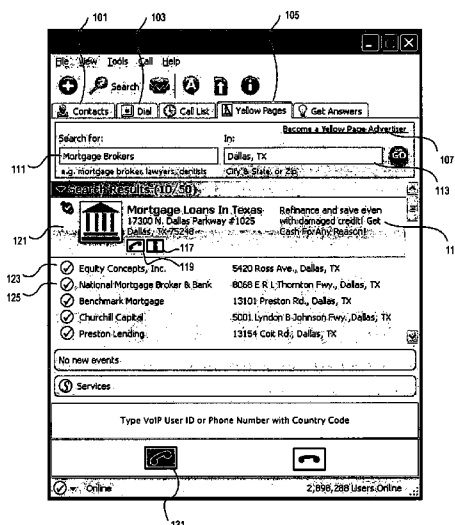 101
103
105
File View Tools Call Help
Search
Contacts Dial Call List Yellow Pages Get Answers
Become a Yellow Page Advertiser
107
Search for: In:
111
Mortgage Brokers Dallas, TX GO
e.g. mortgage broker, lawyers, dentists City & State, or Zip
113
Search Results (10/50)
121
Mortgage Loans In Texas
17300 N. Dallas Parkway #1025
Dallas, TX 75248
Refinance and save even
with damaged credit! Get
Cash For Any Reason!
11
117
119
123
Equity Concepts, Inc. 5420 Ross Ave., Dallas, TX
125
National Mortgage Broker & Bank 8068 E R L Thornton Fwy., Dallas, TX
Benchmark Mortgage 13101 Preston Rd., Dallas, TX
Churchill Capital 5001 Lyndon B Johnson Fwy., Dallas, TX
Preston Lending 13154 Coit Rd., Dallas, TX
No new events
Services
Type VoIP User ID or Phone Number with Country Code
Online 2,898,288 Users Online
131